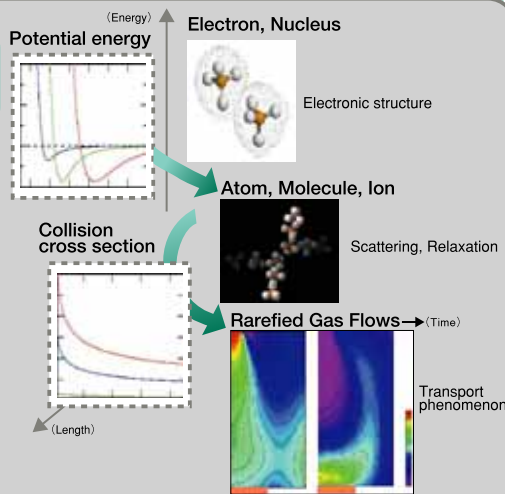 (Energy)
Potential energy
Electron, Nucleus
Electronic structure
Atom, Molecule, Ion
Collision
cross section
Scattering, Relaxation
Rarefied Gas Flows
(Time)
Transport
phenomenon
(Length)